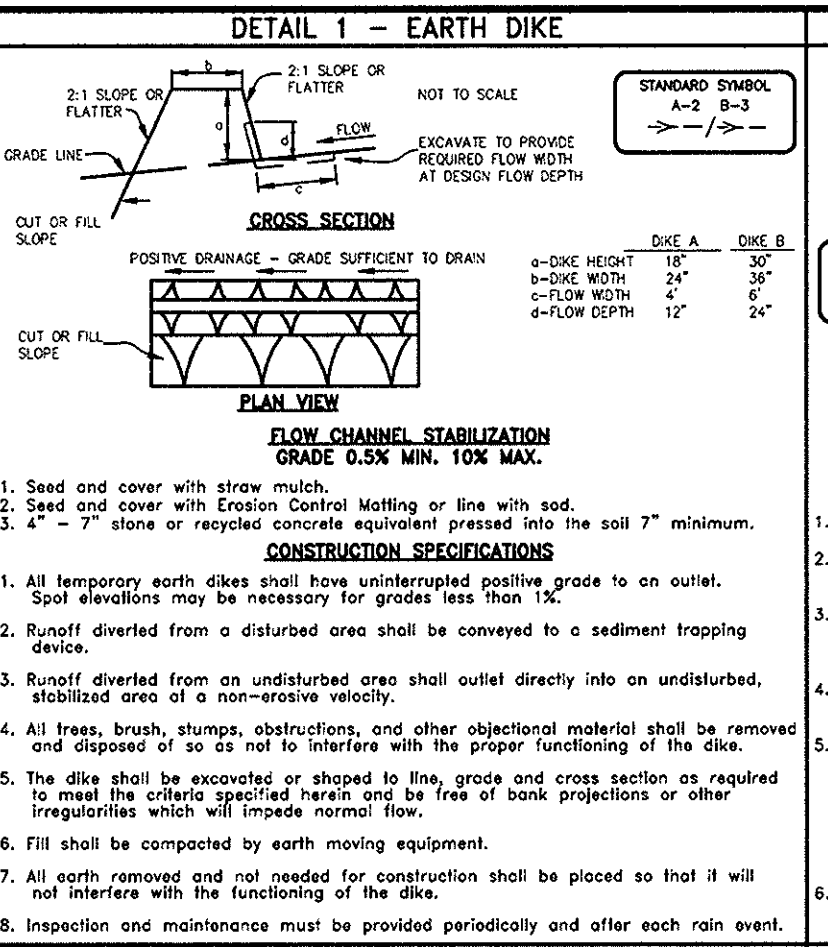 DETAIL 1 - EARTH DIKE
b
2:1 SLOPE OR
FLATTER
2:1 SLOPE OR
FLATTER
NOT TO SCALE
STANDARD SYMBOL
A-2 B-3
a
d
FLOW
GRADE LINE
EXCAVATE TO PROVIDE
REQUIRED FLOW WIDTH
AT DESIGN FLOW DEPTH
c
CUT OR FILL
SLOPE
CROSS SECTION
POSITIVE DRAINAGE - GRADE SUFFICIENT TO DRAIN
DIKE A DIKE B
a-DIKE HEIGHT 18" 30"
b-DIKE WIDTH 24" 36"
c-FLOW WIDTH 4' 6'
d-FLOW DEPTH 12" 24"
CUT OR FILL
SLOPE
PLAN VIEW
FLOW CHANNEL STABILIZATION
GRADE 0.5% MIN. 10% MAX.
1. Seed and cover with straw mulch.
2. Seed and cover with Erosion Control Matting or line with sod.
3. 4" - 7" stone or recycled concrete equivalent pressed into the soil 7" minimum.
CONSTRUCTION SPECIFICATIONS
1. All temporary earth dikes shall have uninterrupted positive grade to an outlet.
Spot elevations may be necessary for grades less than 1%.
2. Runoff diverted from a disturbed area shall be conveyed to a sediment trapping
device.
3. Runoff diverted from an undisturbed area shall outlet directly into an undisturbed,
stabilized area at a non-erosive velocity.
4. All trees, brush, stumps, obstructions, and other objectional material shall be removed
and disposed of so as not to interfere with the proper functioning of the dike.
5. The dike shall be excavated or shaped to line, grade and cross section as required
to meet the criteria specified herein and be free of bank projections or other
irregularities which will impede normal flow.
6. Fill shall be compacted by earth moving equipment.
7. All earth removed and not needed for construction shall be placed so that it will
not interfere with the functioning of the dike.
8. Inspection and maintenance must be provided periodically and after each rain event.
1.
2.
3.
4.
5.
6.